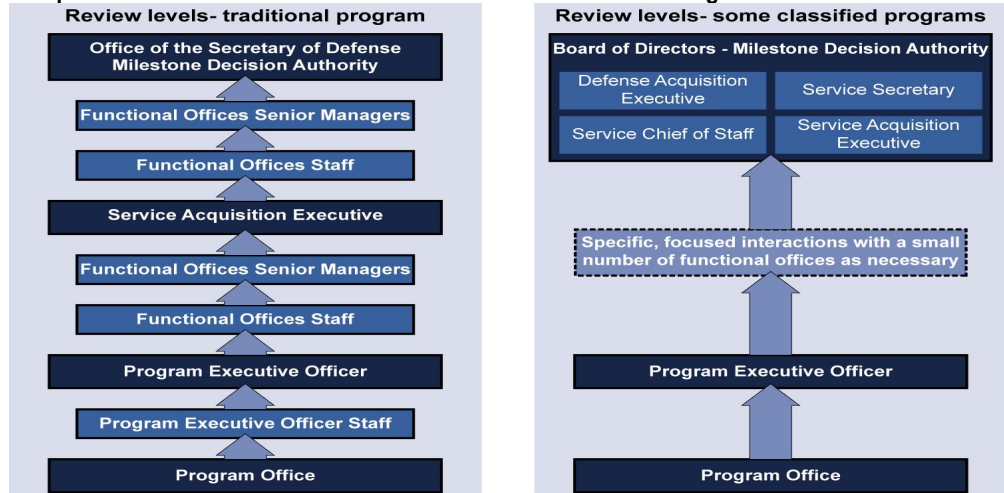 Review levels- traditional program
Office of the Secretary of Defense
Milestone Decision Authority
Functional Offices Senior Managers
Functional Offices Staff
Service Acquisition Executive
Functional Offices Senior Managers
Functional Offices Staff
Program Executive Officer
Program Executive Officer Staff
Program Office
Review levels- some classified programs
Board of Directors - Milestone Decision Authority
Defense Acquisition
Executive
Service Secretary
Service Chief of Staff
Service Acquisition
Executive
Specific, focused interactions with a small
number of functional offices as necessary
Program Executive Officer
Program Office